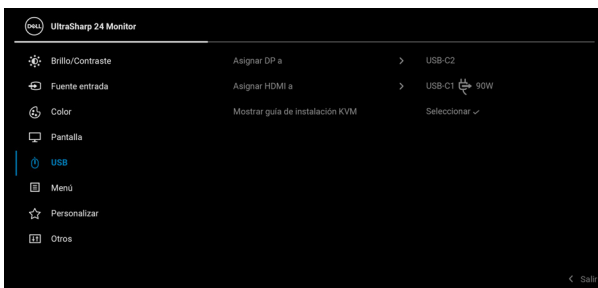 DELL UltraSharp 24 Monitor
Brillo/Contraste Asignar DP a > USB-C2
Fuente entrada Asignar HDMI a > USB-C1 90W
Color Mostrar guía de instalación KVM Seleccionar ✓
Pantalla
USB
Menú
Personalizar
Otros
< Salir